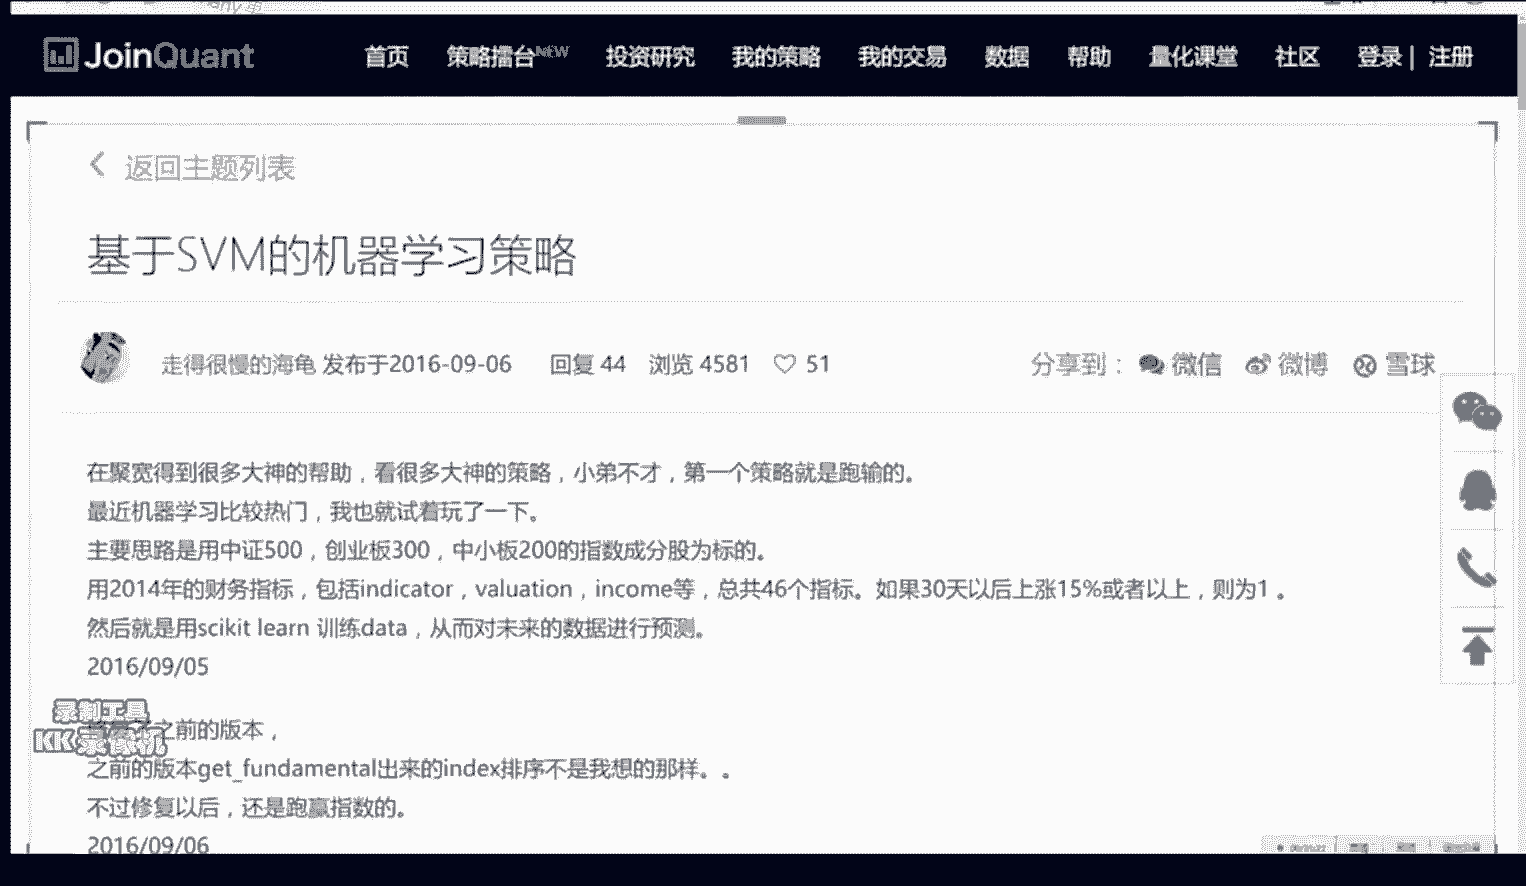 JoinQuant 首页 策略擂台NEW 投资研究 我的策略 我的交易 数据 帮助 量化课堂 社区 登录 | 注册
返回主题列表
基于SVM的机器学习策略
走得很慢的海龟 发布于2016-09-06 回复 44 浏览 4581 51 分享到： 微信 微博 雪球
在聚宽得到很多大神的帮助，看很多大神的策略，小弟不才，第一个策略就是跑输的。
最近机器学习比较热门，我也就试着玩了一下。
主要思路是用中证500，创业板300，中小板200的指数成分股为标的。
用2014年的财务指标，包括indicator，valuation，income等，总共46个指标。如果30天以后上涨15%或者以上，则为1 。
然后就是用scikit learn 训练data，从而对未来的数据进行预测。
2016/09/05
录制工具
KK录像机
之前的版本，
之前的版本get_fundamental出来的index排序不是我想的那样。。
不过修复以后，还是跑赢指数的。
2016/09/06